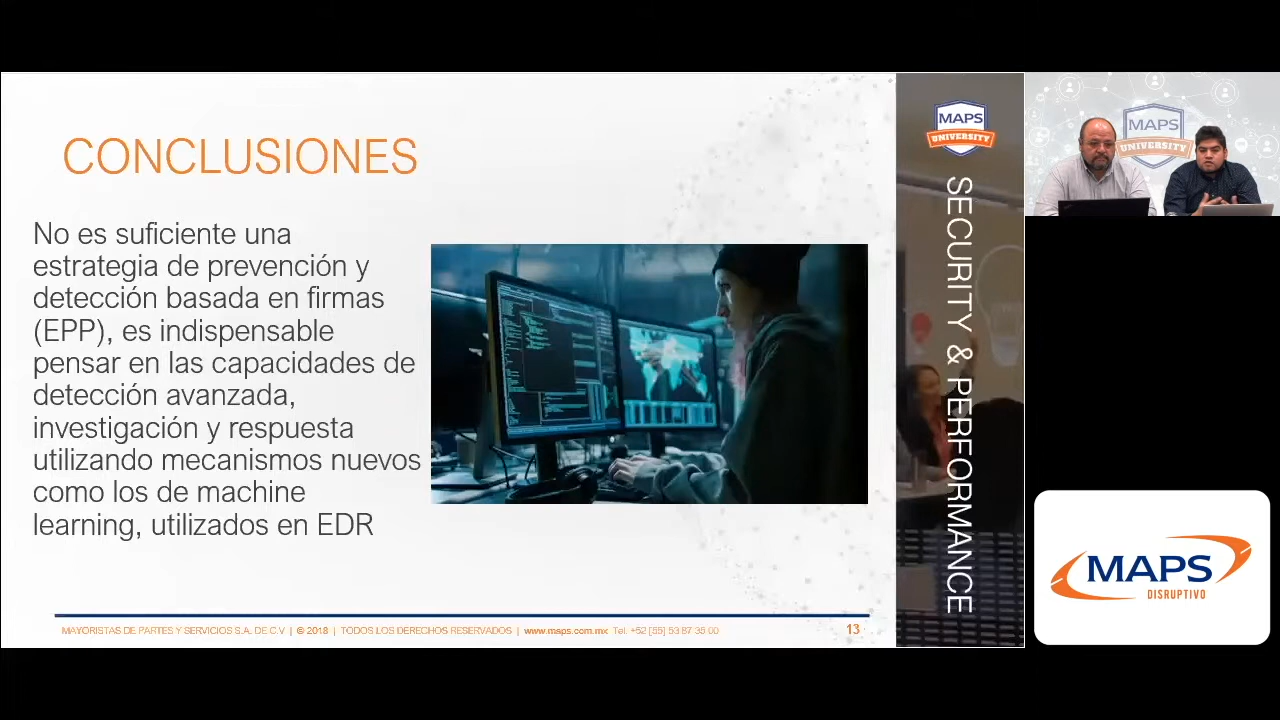 CONCLUSIONES
No es suficiente una
estrategia de prevención y
detección basada en firmas
(EPP), es indispensable
pensar en las capacidades de
detección avanzada,
investigación y respuesta
utilizando mecanismos nuevos
como los de machine
learning, utilizados en EDR
MAYORISTAS DE PARTES Y SERVICIOS S.A. DE C.V | © 2018 | TODOS LOS DERECHOS RESERVADOS | www.maps.com.mx Tel. +52 [55] 53 87 35 00
13
MAPS
UNIVERSITY
SECURITY & PERFORMANCE
MAPS
UNIVERSITY
MAPS
DISRUPTIVO